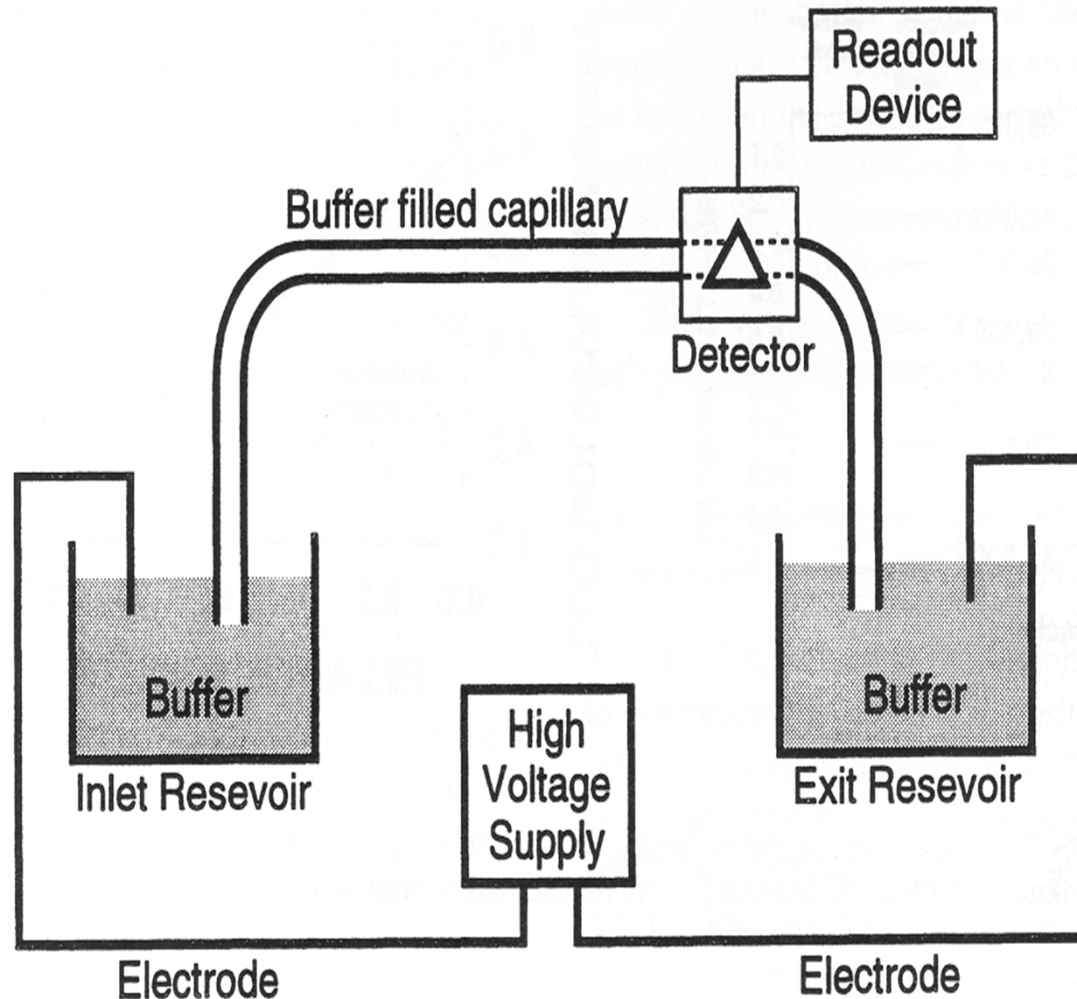 Readout
Device
Buffer filled capillary
Detector
Buffer
Buffer
Inlet Resevoir
High
Voltage
Supply
Exit Resevoir
Electrode
Electrode